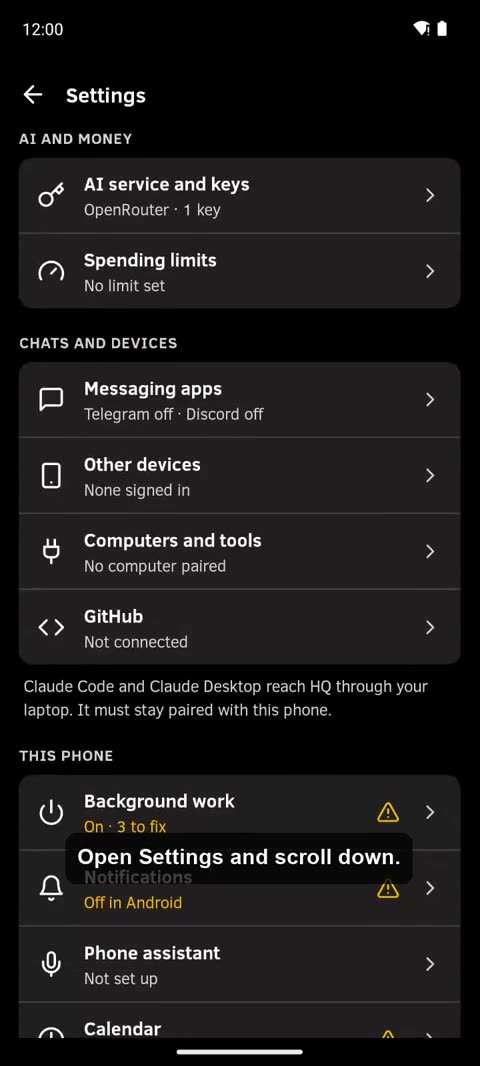 12:00
Settings
AI AND MONEY
AI service and keys
OpenRouter · 1 key
Spending limits
No limit set
CHATS AND DEVICES
Messaging apps
Telegram off · Discord off
Other devices
None signed in
Computers and tools
No computer paired
GitHub
Not connected
Claude Code and Claude Desktop reach HQ through your
laptop. It must stay paired with this phone.
THIS PHONE
Background work
On · 3 to fix
Open Settings and scroll down.
Notifications
Off in Android
Phone assistant
Not set up
Calendar